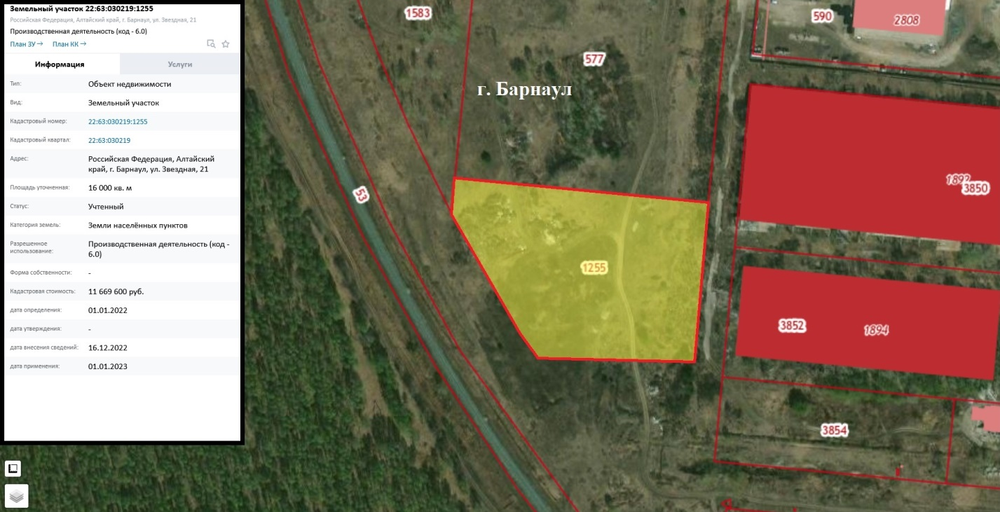 Земельный участок 22:63:030219:1255
Российская Федерация, Алтайский край, г. Барнаул, ул. Звездная, 21
Производственная деятельность (код - 6.0)
План ЗУ → План КК →
Информация Услуги
Тип: Объект недвижимости
Вид: Земельный участок
Кадастровый номер: 22:63:030219:1255
Кадастровый квартал: 22:63:030219
Адрес: Российская Федерация, Алтайский
край, г. Барнаул, ул. Звездная, 21
Площадь уточненная: 16 000 кв. м
Статус: Учтенный
Категория земель: Земли населённых пунктов
Разрешенное использование: Производственная деятельность (код -
6.0)
Форма собственности: -
Кадастровая стоимость: 11 669 600 руб.
дата определения: 01.01.2022
дата утверждения: -
дата внесения сведений: 16.12.2022
дата применения: 01.01.2023
1583
590
2808
577
г. Барнаул
53
1892
3850
1255
3852
1894
3854